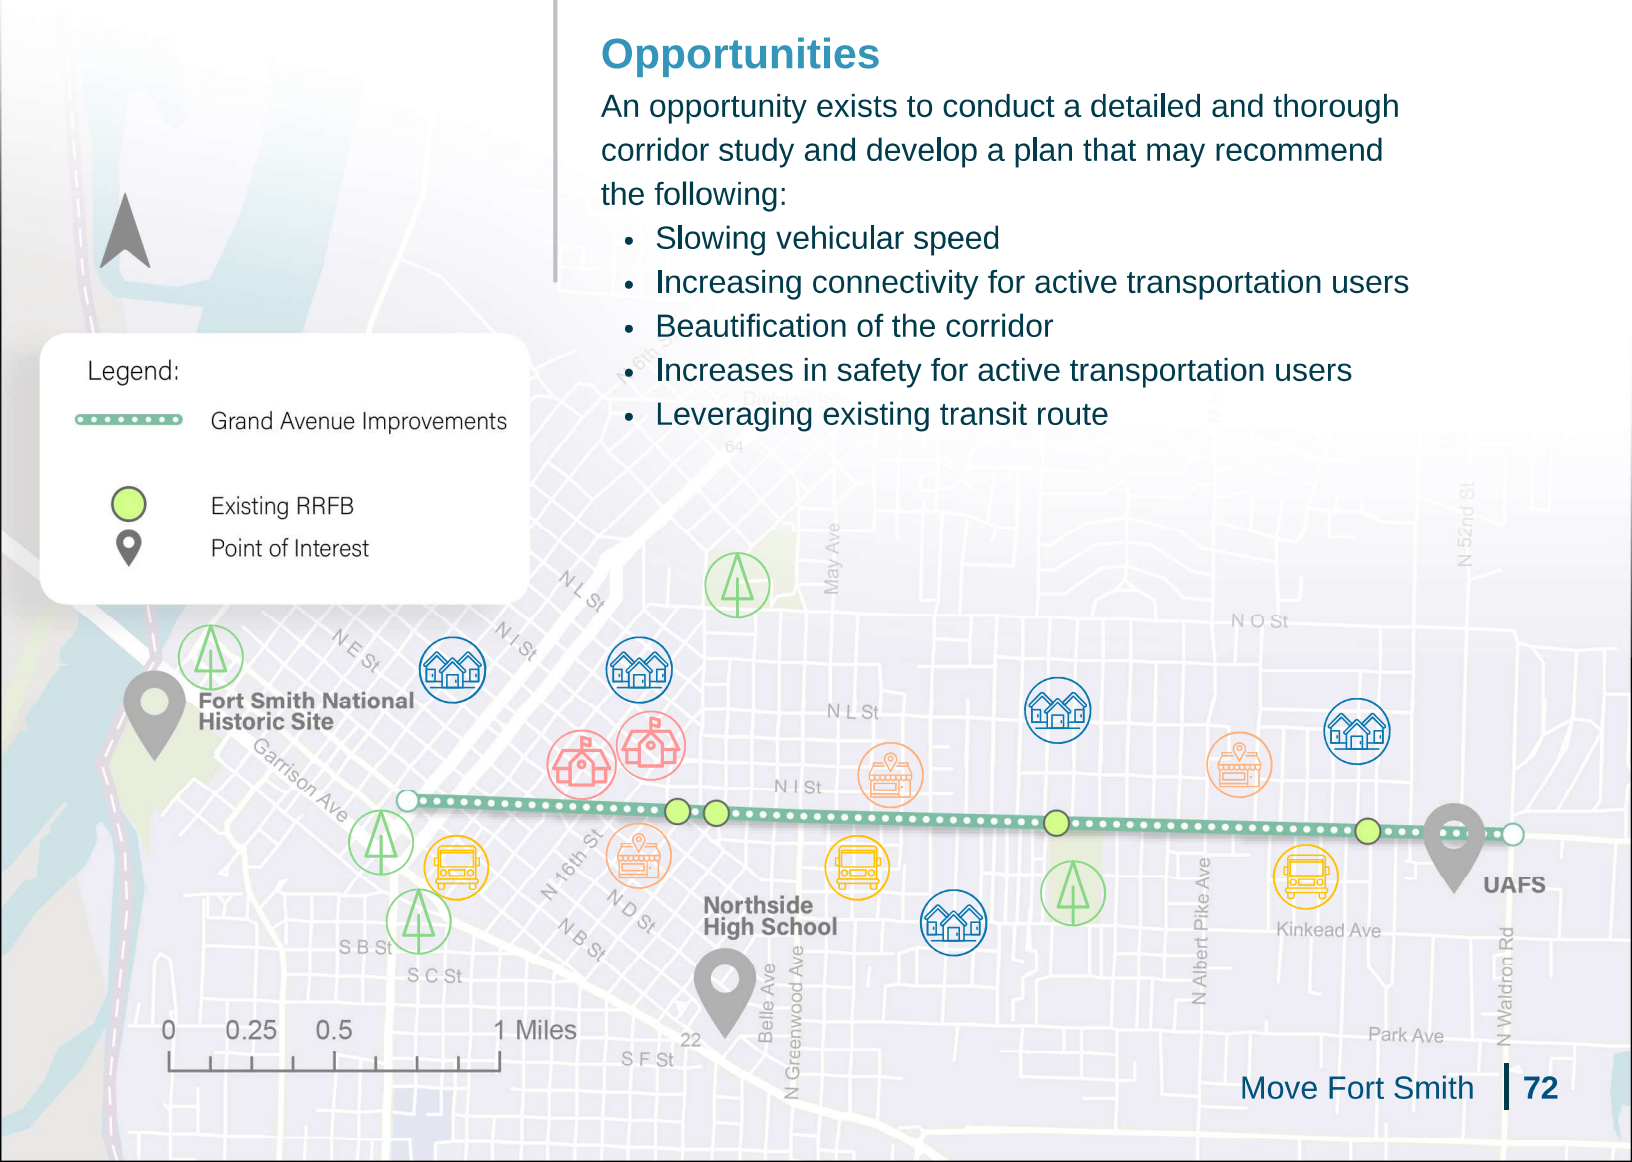 Opportunities
An opportunity exists to conduct a detailed and thorough
corridor study and develop a plan that may recommend
the following:
• Slowing vehicular speed
• Increasing connectivity for active transportation users
• Beautification of the corridor
• Increases in safety for active transportation users
• Leveraging existing transit route
Legend:
Grand Avenue Improvements
Existing RRFB
Point of Interest
N 6th St
Division
64
N 52nd St
May Ave
N L St
N O St
N I St
N E St
Fort Smith National
Historic Site
N L St
Garrison Ave
N I St
N 16th St
N D St
N B St
Northside
High School
UAFS
N Albert Pike Ave
Kinkead Ave
N Waldron Rd
S B St
S C St
Belle Ave
N Greenwood Ave
0 0.25 0.5 1 Miles
22
S F St
Park Ave
Move Fort Smith 72